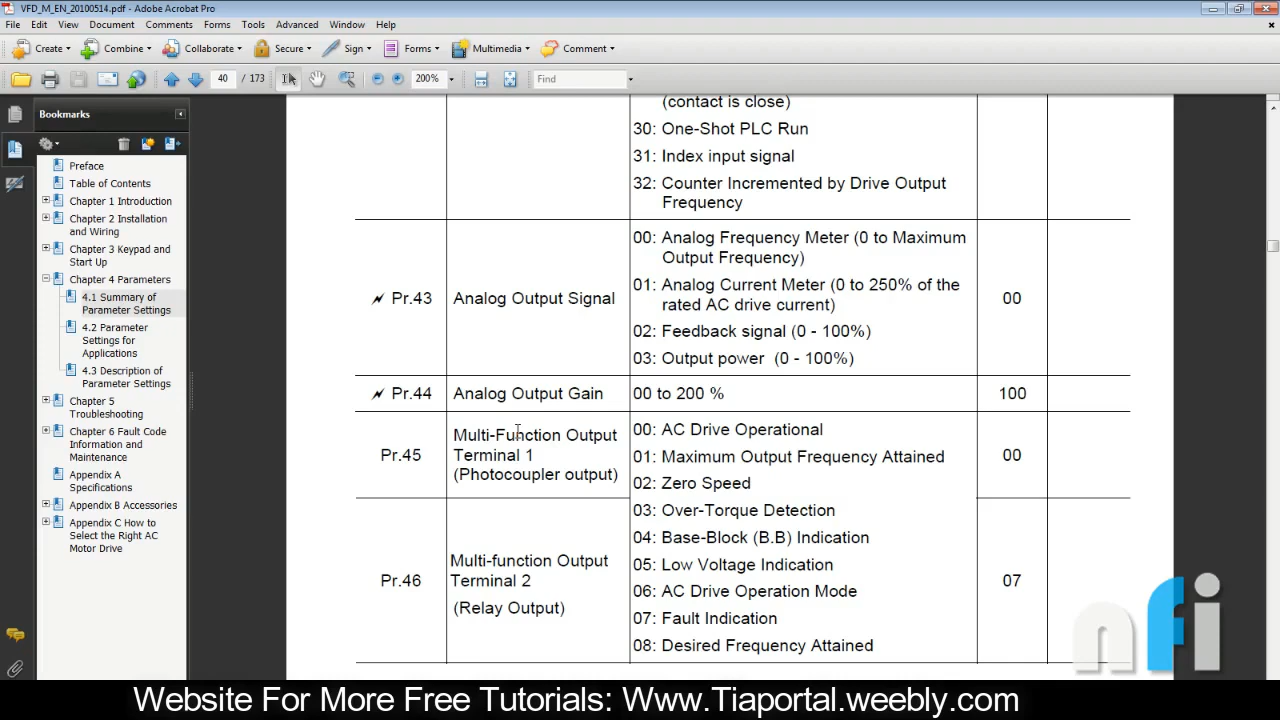 VFD_M_EN_20100514.pdf - Adobe Acrobat Pro
File Edit View Document Comments Forms Tools Advanced Window Help
Create Combine Collaborate Secure Sign Forms Multimedia Comment
40 / 173 200% Find
Bookmarks
Preface
Table of Contents
Chapter 1 Introduction
Chapter 2 Installation
and Wiring
Chapter 3 Keypad and
Start Up
Chapter 4 Parameters
4.1 Summary of
Parameter Settings
4.2 Parameter
Settings for
Applications
4.3 Description of
Parameter Settings
Chapter 5
Troubleshooting
Chapter 6 Fault Code
Information and
Maintenance
Appendix A
Specifications
Appendix B Accessories
Appendix C How to
Select the Right AC
Motor Drive
(contact is close)
30: One-Shot PLC Run
31: Index input signal
32: Counter Incremented by Drive Output
Frequency
Pr.43
Analog Output Signal
00: Analog Frequency Meter (0 to Maximum
Output Frequency)
01: Analog Current Meter (0 to 250% of the
rated AC drive current)
02: Feedback signal (0 - 100%)
03: Output power (0 - 100%)
00
Pr.44
Analog Output Gain
00 to 200 %
100
Pr.45
Multi-Function Output
Terminal 1
(Photocoupler output)
00: AC Drive Operational
01: Maximum Output Frequency Attained
02: Zero Speed
00
03: Over-Torque Detection
04: Base-Block (B.B) Indication
05: Low Voltage Indication
06: AC Drive Operation Mode
07: Fault Indication
08: Desired Frequency Attained
Pr.46
Multi-function Output
Terminal 2
(Relay Output)
07
nfi
Website For More Free Tutorials: Www.Tiaportal.weebly.com